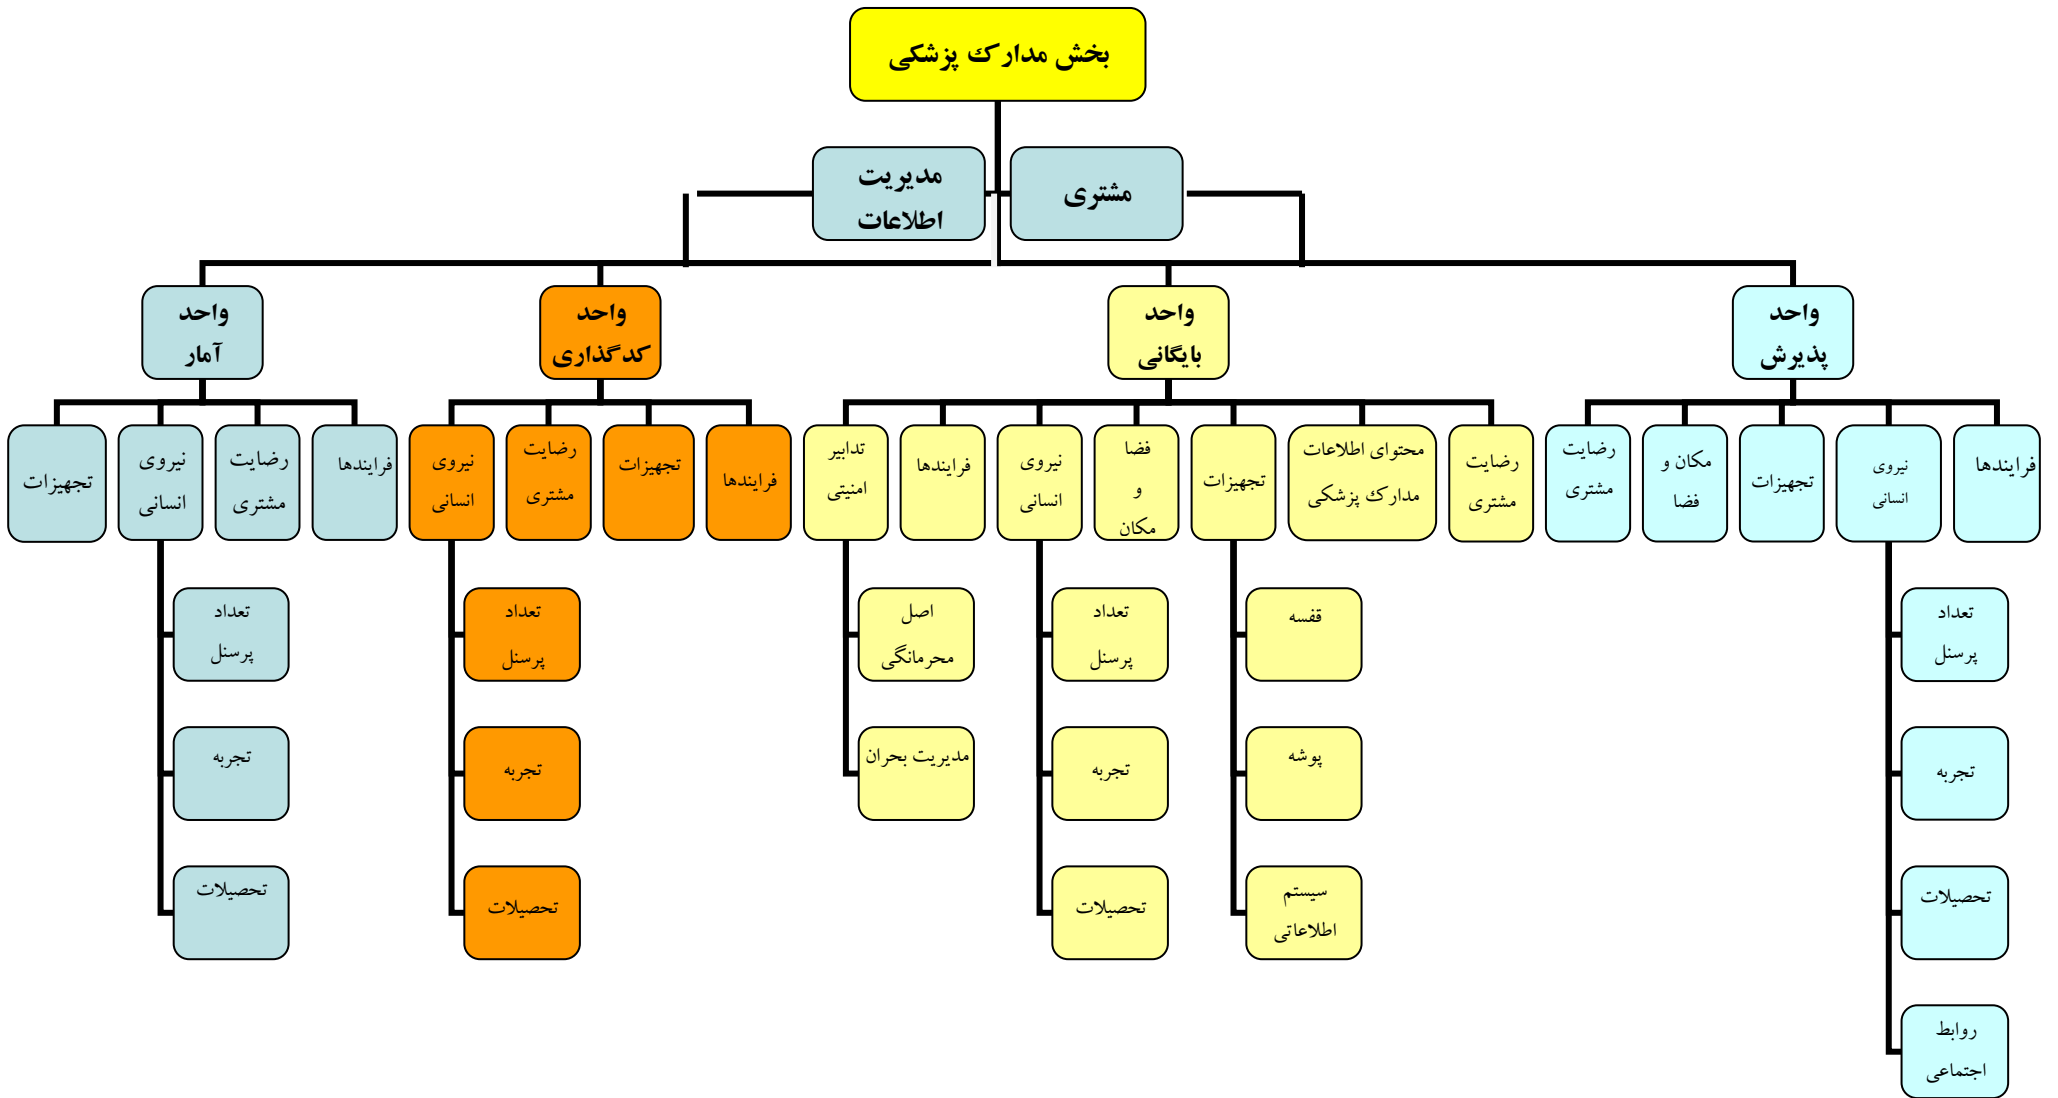 بخش مدارک پزشکی
مشتری
مدیریت
اطلاعات
واحد
پذیرش
واحد
بایگانی
واحد
کدگذاری
واحد
آمار
فرایندها
نیروی
انسانی
تجهیزات
مکان و
فضا
رضایت
مشتری
رضایت
مشتری
محتوای اطلاعات
مدارک پزشکی
تجهیزات
فضا
و
مکان
نیروی
انسانی
فرایندها
تدابیر
امنیتی
فرایندها
تجهیزات
رضایت
مشتری
نیروی
انسانی
فرایندها
رضایت
مشتری
نیروی
انسانی
تجهیزات
تعداد
پرسنل
قفسه
تعداد
پرسنل
اصل
محرمانگی
تعداد
پرسنل
تعداد
پرسنل
تجربه
پوشه
تجربه
مدیریت بحران
تجربه
تجربه
تحصیلات
سیستم
اطلاعاتی
تحصیلات
تحصیلات
تحصیلات
روابط
اجتماعی